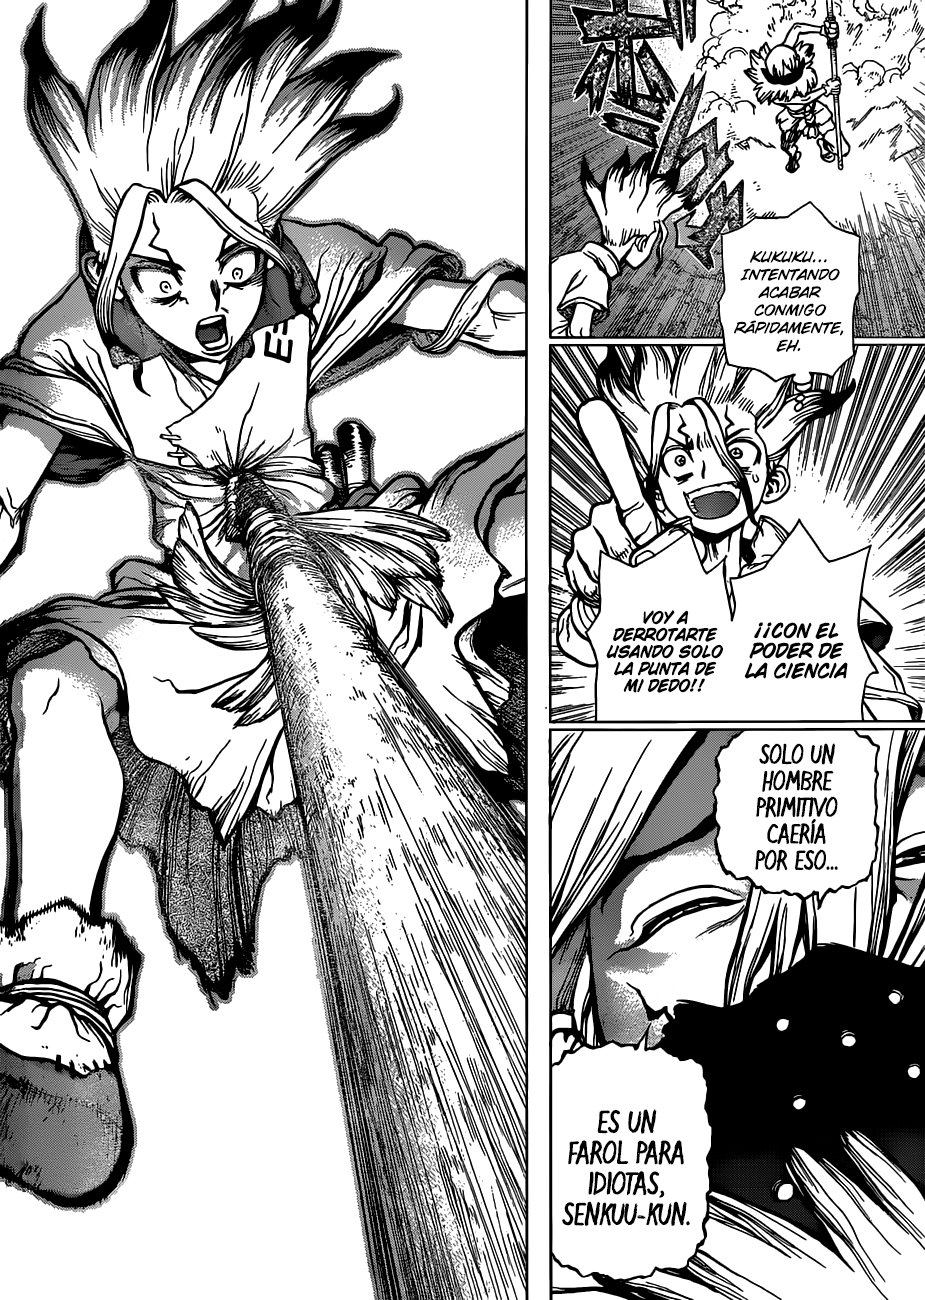 KUKUKU...
INTENTANDO
ACABAR
CONMIGO
RÁPIDAMENTE,
EH.
¡¡CON EL
PODER DE
LA CIENCIA
VOY A
DERROTARTE
USANDO SOLO
LA PUNTA DE
MI DEDO!!
SOLO UN
HOMBRE
PRIMITIVO
CAERÍA
POR ESO...
ES UN
FAROL PARA
IDIOTAS,
SENKUU-KUN.
E=